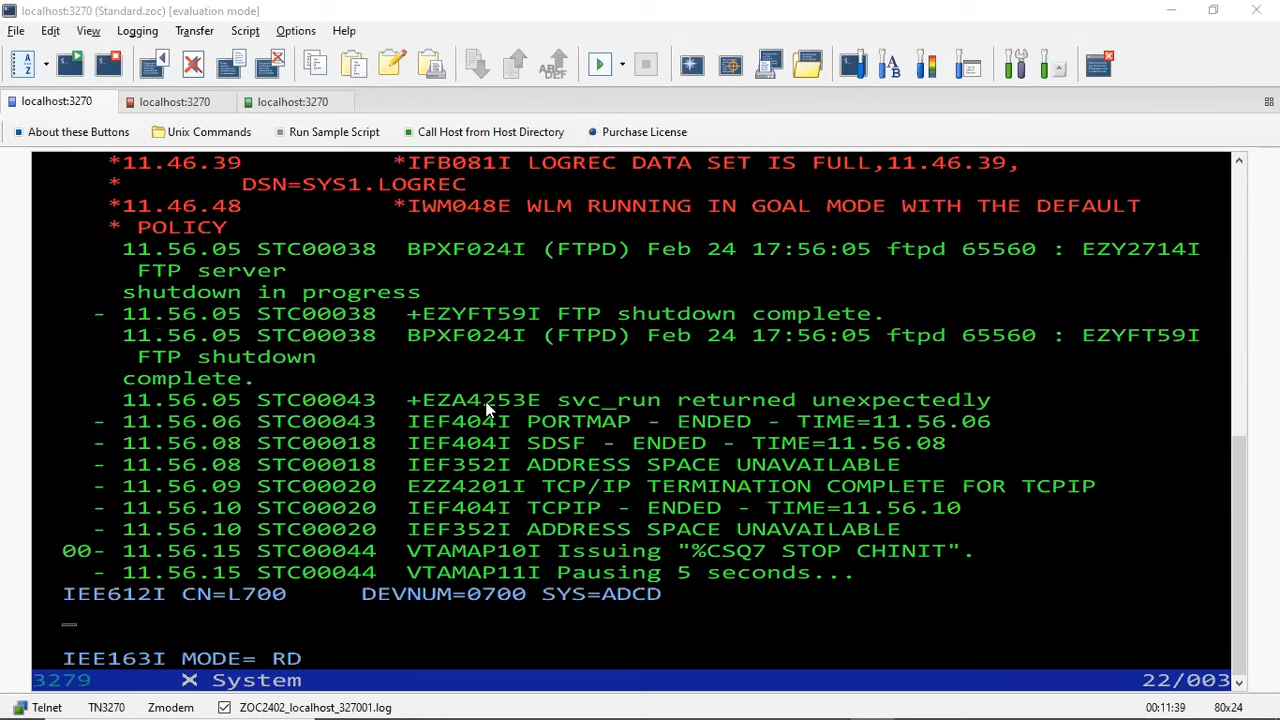 localhost:3270 (Standard.zoc) [evaluation mode]
File Edit View Logging Transfer Script Options Help
localhost:3270 localhost:3270 localhost:3270
About these Buttons Unix Commands Run Sample Script Call Host from Host Directory Purchase License
*11.46.39 *IFB081I LOGREC DATA SET IS FULL,11.46.39,
* DSN=SYS1.LOGREC
*11.46.48 *IWM048E WLM RUNNING IN GOAL MODE WITH THE DEFAULT
* POLICY
11.56.05 STC00038 BPXF024I (FTPD) Feb 24 17:56:05 ftpd 65560 : EZY2714I
FTP server
shutdown in progress
- 11.56.05 STC00038 +EZYFT59I FTP shutdown complete.
11.56.05 STC00038 BPXF024I (FTPD) Feb 24 17:56:05 ftpd 65560 : EZYFT59I
FTP shutdown
complete.
11.56.05 STC00043 +EZA4253E svc_run returned unexpectedly
- 11.56.06 STC00043 IEF404I PORTMAP - ENDED - TIME=11.56.06
- 11.56.08 STC00018 IEF404I SDSF - ENDED - TIME=11.56.08
- 11.56.08 STC00018 IEF352I ADDRESS SPACE UNAVAILABLE
- 11.56.09 STC00020 EZZ4201I TCP/IP TERMINATION COMPLETE FOR TCPIP
- 11.56.10 STC00020 IEF404I TCPIP - ENDED - TIME=11.56.10
- 11.56.10 STC00020 IEF352I ADDRESS SPACE UNAVAILABLE
00- 11.56.15 STC00044 VTAMAP10I Issuing "%CSQ7 STOP CHINIT".
- 11.56.15 STC00044 VTAMAP11I Pausing 5 seconds...
IEE612I CN=L700 DEVNUM=0700 SYS=ADCD
IEE163I MODE= RD
3279 X System 22/003
Telnet TN3270 Zmodem ZOC2402_localhost_327001.log 00:11:39 80x24